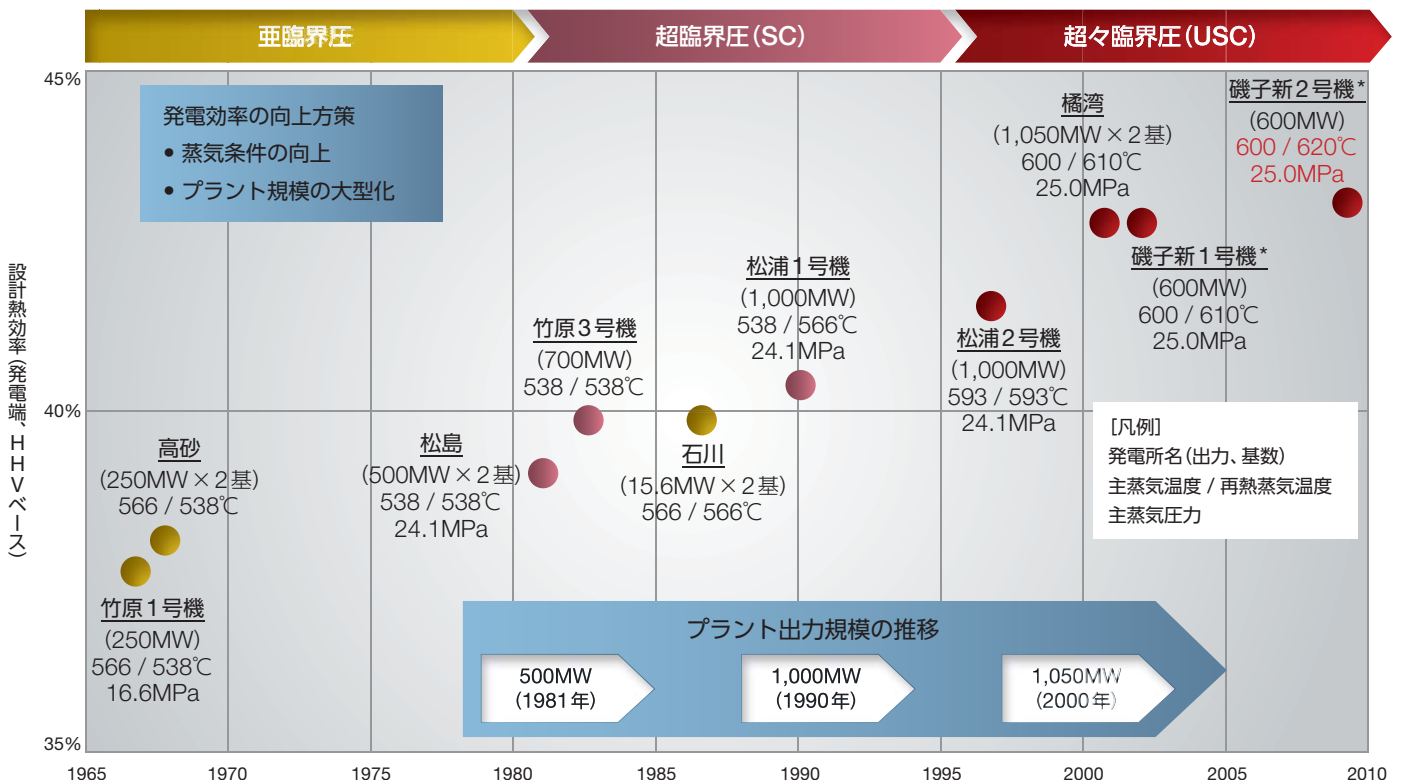 亜臨界圧
超臨界圧（SC）
超々臨界圧（USC）
45%
40%
35%
設計熱効率（発電端、HHVベース）
発電効率の向上方策
• 蒸気条件の向上
• プラント規模の大型化
高砂
（250MW × 2基）
566 / 538℃
竹原1号機
（250MW）
566 / 538℃
16.6MPa
松島
（500MW × 2基）
538 / 538℃
24.1MPa
竹原3号機
（700MW）
538 / 538℃
石川
（15.6MW × 2基）
566 / 566℃
松浦1号機
（1,000MW）
538 / 566℃
24.1MPa
松浦2号機
（1,000MW）
593 / 593℃
24.1MPa
橘湾
（1,050MW × 2基）
600 / 610℃
25.0MPa
磯子新1号機*
（600MW）
600 / 610℃
25.0MPa
磯子新2号機*
（600MW）
600 / 620℃
25.0MPa
［凡例］
発電所名（出力、基数）
主蒸気温度 / 再熱蒸気温度
主蒸気圧力
プラント出力規模の推移
500MW
（1981年）
1,000MW
（1990年）
1,050MW
（2000年）
1965
1970
1975
1980
1985
1990
1995
2000
2005
2010